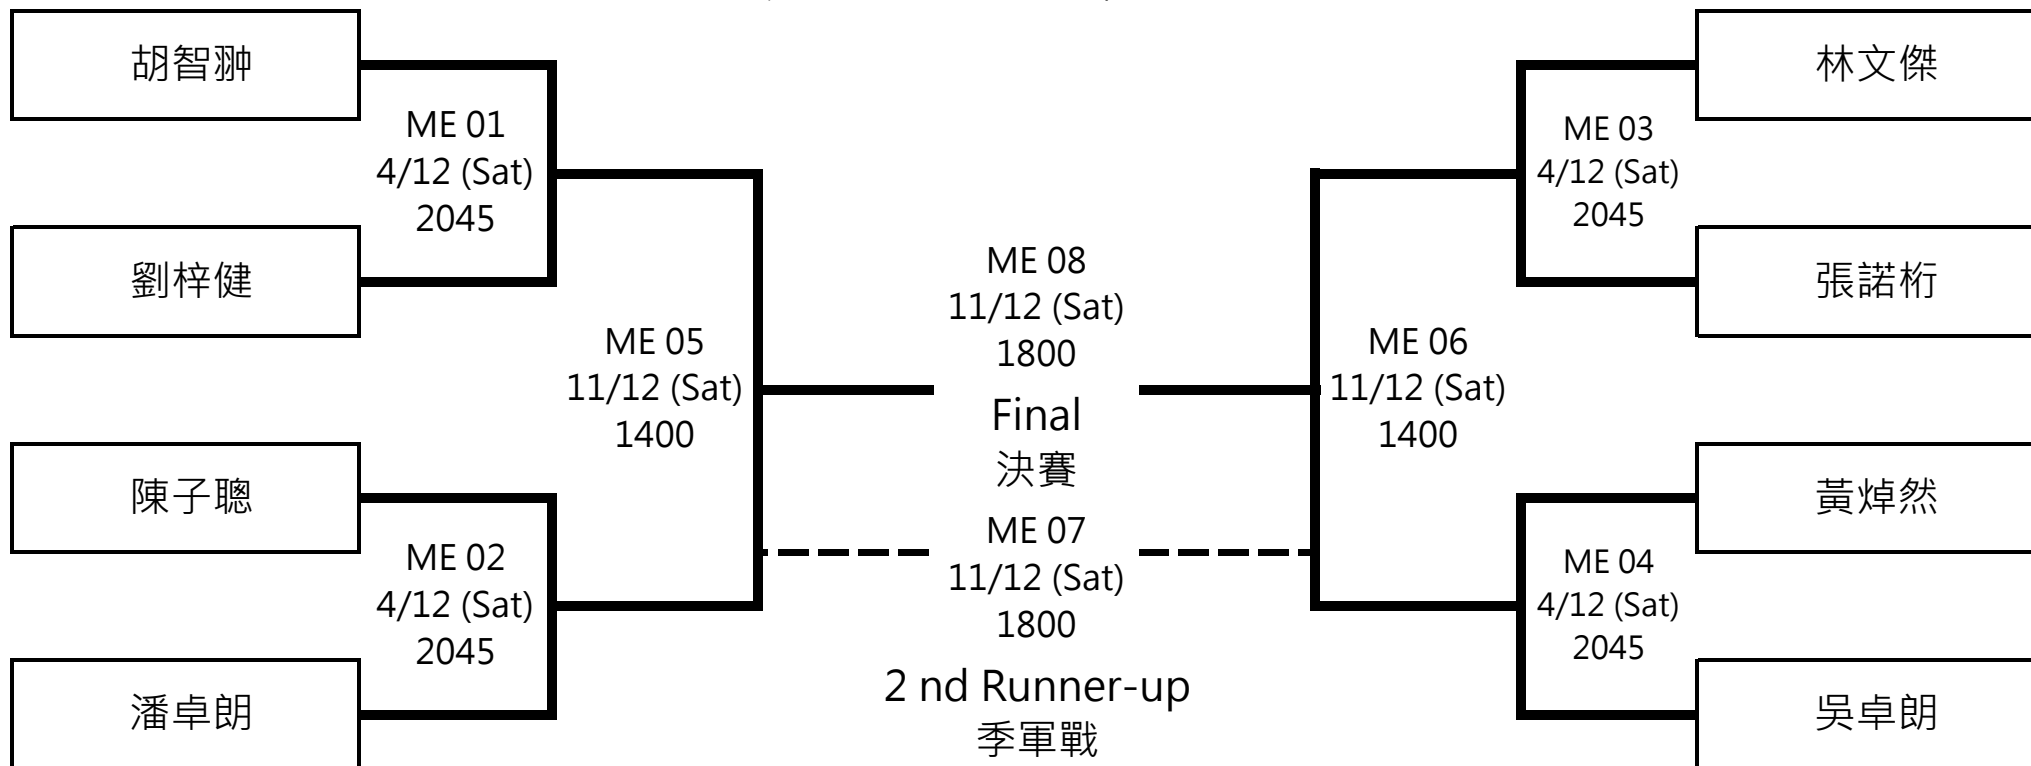 胡智翀
ME 01
4/12 (Sat)
2045
劉梓健
陳子聰
ME 02
4/12 (Sat)
2045
潘卓朗
ME 05
11/12 (Sat)
1400
ME 08
11/12 (Sat)
1800
Final
決賽
ME 07
11/12 (Sat)
1800
2 nd Runner-up
季軍戰
ME 06
11/12 (Sat)
1400
林文傑
ME 03
4/12 (Sat)
2045
張諾桁
黃焯然
ME 04
4/12 (Sat)
2045
吳卓朗